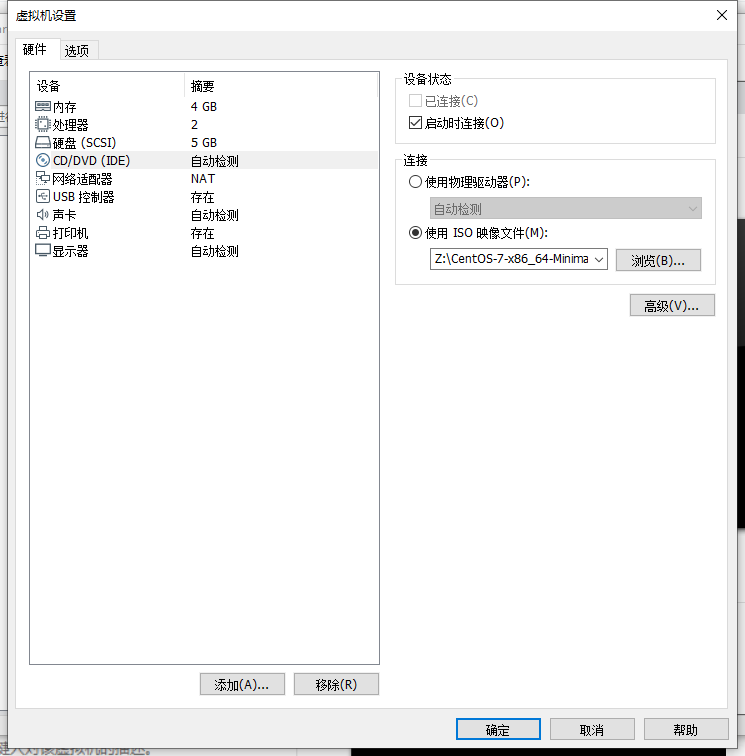 虚拟机设置
硬件 选项
设备 摘要
内存 4 GB
处理器 2
硬盘 (SCSI) 5 GB
CD/DVD (IDE) 自动检测
网络适配器 NAT
USB 控制器 存在
声卡 自动检测
打印机 存在
显示器 自动检测
添加(A)... 移除(R)
设备状态
已连接(C)
启动时连接(O)
连接
使用物理驱动器(P):
自动检测
使用 ISO 映像文件(M):
Z:\CentOS-7-x86_64-Minima 浏览(B)...
高级(V)...
确定 取消 帮助